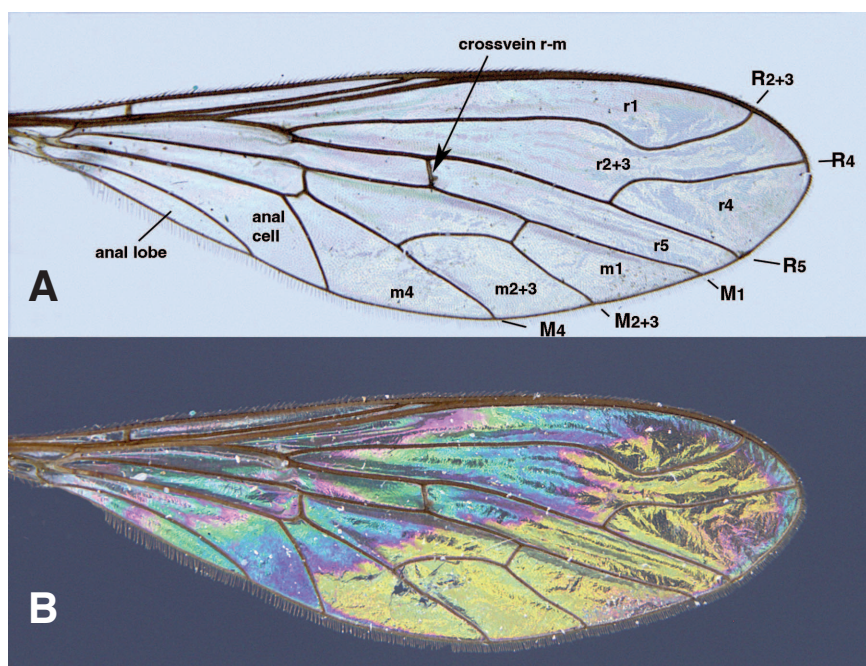 crossvein r-m
R2+3
r1
r2+3
R4
r4
anal
cell
anal lobe
r5
R5
m1
M1
A
m4
m2+3
M2+3
M4
B